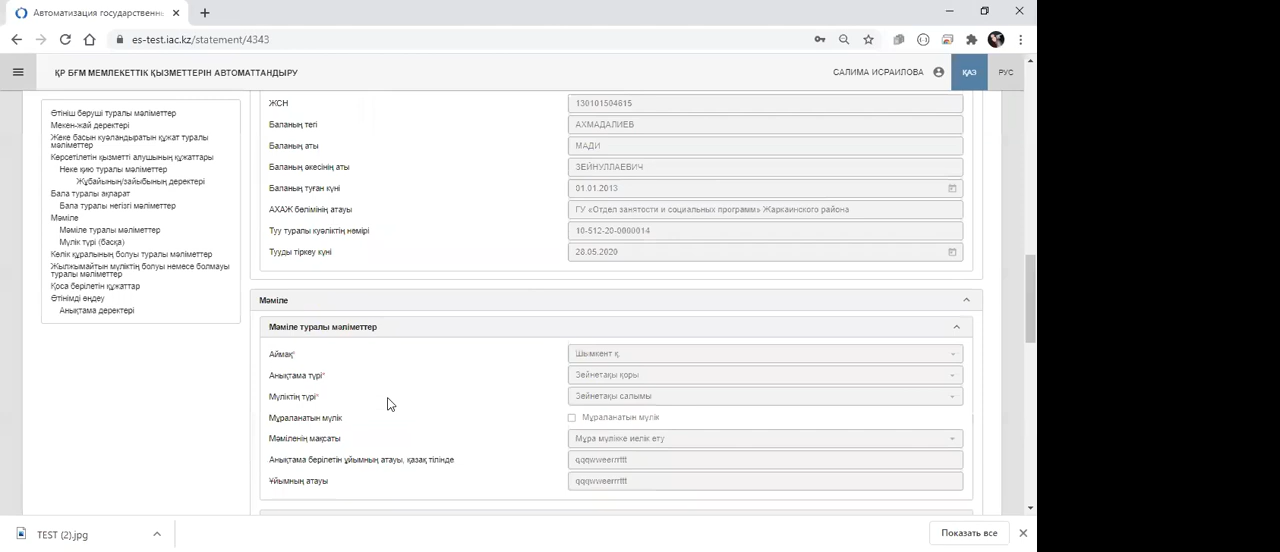 Автоматизация государственны
es-test.iac.kz/statement/4343
ҚР БҒМ МЕМЛЕКЕТТІК ҚЫЗМЕТТЕРІН АВТОМАТТАНДЫРУ
САЛИМА ИСРАИЛОВА
ҚАЗ
РУС
Өтініш беруші туралы мәліметтер
Мекен-жай деректері
Жеке басын куәландыратын құжат туралы
мәліметтер
Көрсетілетін қызметті алушының құжаттары
Неке қию туралы мәліметтер
Жұбайының/зайыбының деректері
Бала туралы ақпарат
Бала туралы негізгі мәліметтер
Мәміле
Мәміле туралы мәліметтер
Мүлік түрі (басқа)
Көлік құралының болуы туралы мәліметтер
Жылжымайтын мүліктің болуы немесе болмауы
туралы мәліметтер
Қоса берілетін құжаттар
Өтінімді өңдеу
Анықтама деректері
ЖСН 130101504815
Баланың тегі АХМАДАЛИЕВ
Баланың аты МАДИ
Баланың әкесінің аты ЗЕЙНУЛЛАЕВИЧ
Баланың туған күні 01.01.2013
АХАЖ бөлімінің атауы ГУ «Отдел занятости и социальных программ» Жаркаинского района
Туу туралы куәліктің нөмірі 10-512-20-0000014
Тууды тіркеу күні 28.05.2020
Мәміле
Мәміле туралы мәліметтер
Аймақ* Шымкент қ.
Анықтама түрі* Зейнетақы қоры
Мүліктің түрі* Зейнетақы салымы
Мұраланатын мүлік Мұраланатын мүлік
Мәміленің мақсаты Мұра мүлікке иелік ету
Анықтама берілетін ұйымның атауы, қазақ тілінде qqqwweerrrttt
Ұйымның атауы qqqwweerrrttt
TEST (2).jpg
Показать все